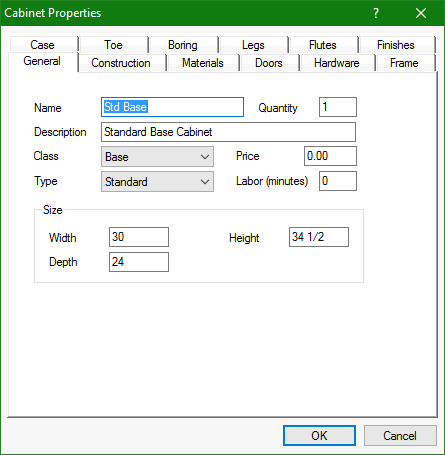 Cabinet Properties ?
Case Toe Boring Legs Flutes Finishes
General Construction Materials Doors Hardware Frame
Name Std Base Quantity 1
Description Standard Base Cabinet
Class Base Price 0.00
Type Standard Labor (minutes) 0
Size
Width 30 Height 34 1/2
Depth 24
OK Cancel